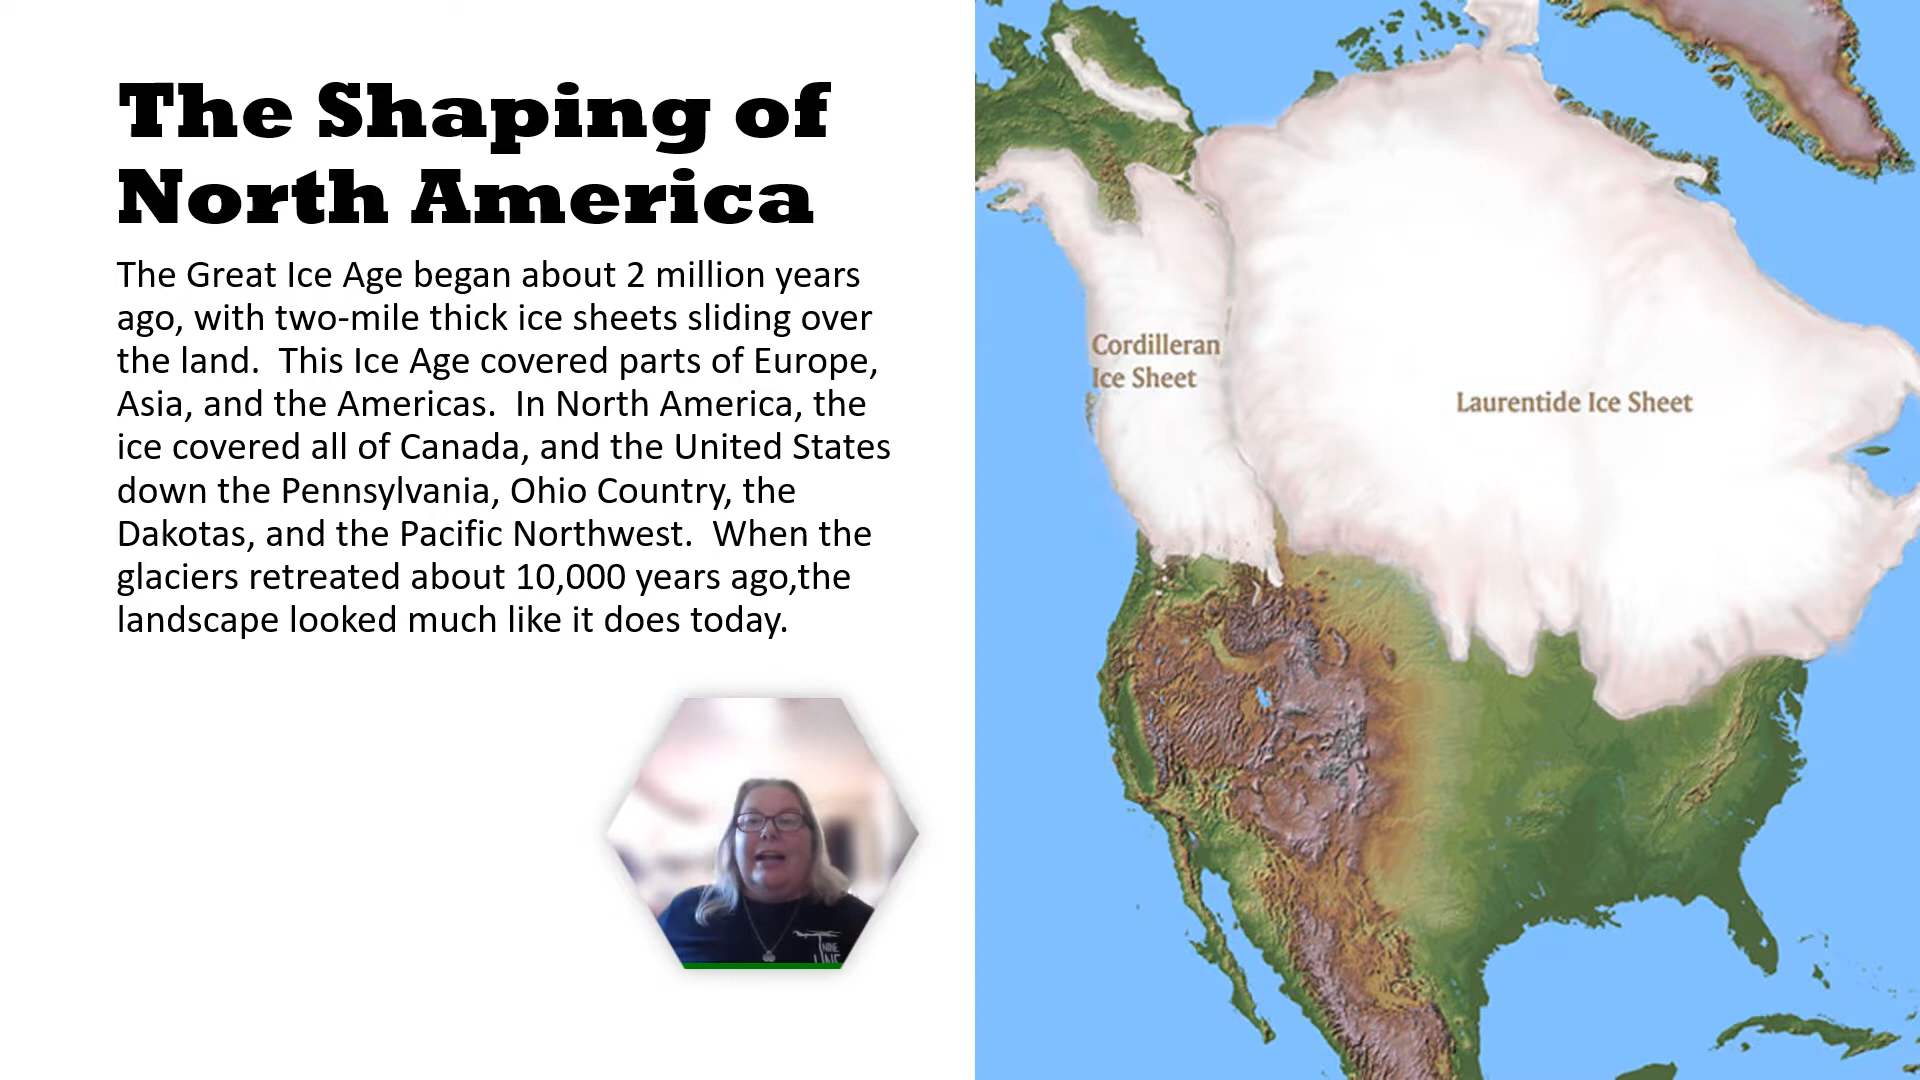 The Shaping of
North America
The Great Ice Age began about 2 million years
ago, with two-mile thick ice sheets sliding over
the land.  This Ice Age covered parts of Europe,
Asia, and the Americas.  In North America, the
ice covered all of Canada, and the United States
down the Pennsylvania, Ohio Country, the
Dakotas, and the Pacific Northwest.  When the
glaciers retreated about 10,000 years ago,the
landscape looked much like it does today.
NINE
LINE
Cordilleran
Ice Sheet
Laurentide Ice Sheet